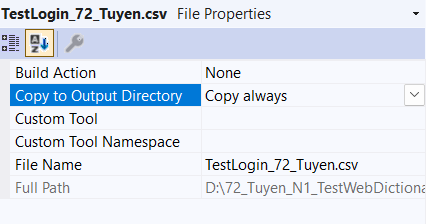 TestLogin_72_Tuyen.csv File Properties
Build Action None
Copy to Output Directory Copy always
Custom Tool
Custom Tool Namespace
File Name TestLogin_72_Tuyen.csv
Full Path D:\72_Tuyen_N1_TestWebDictiona